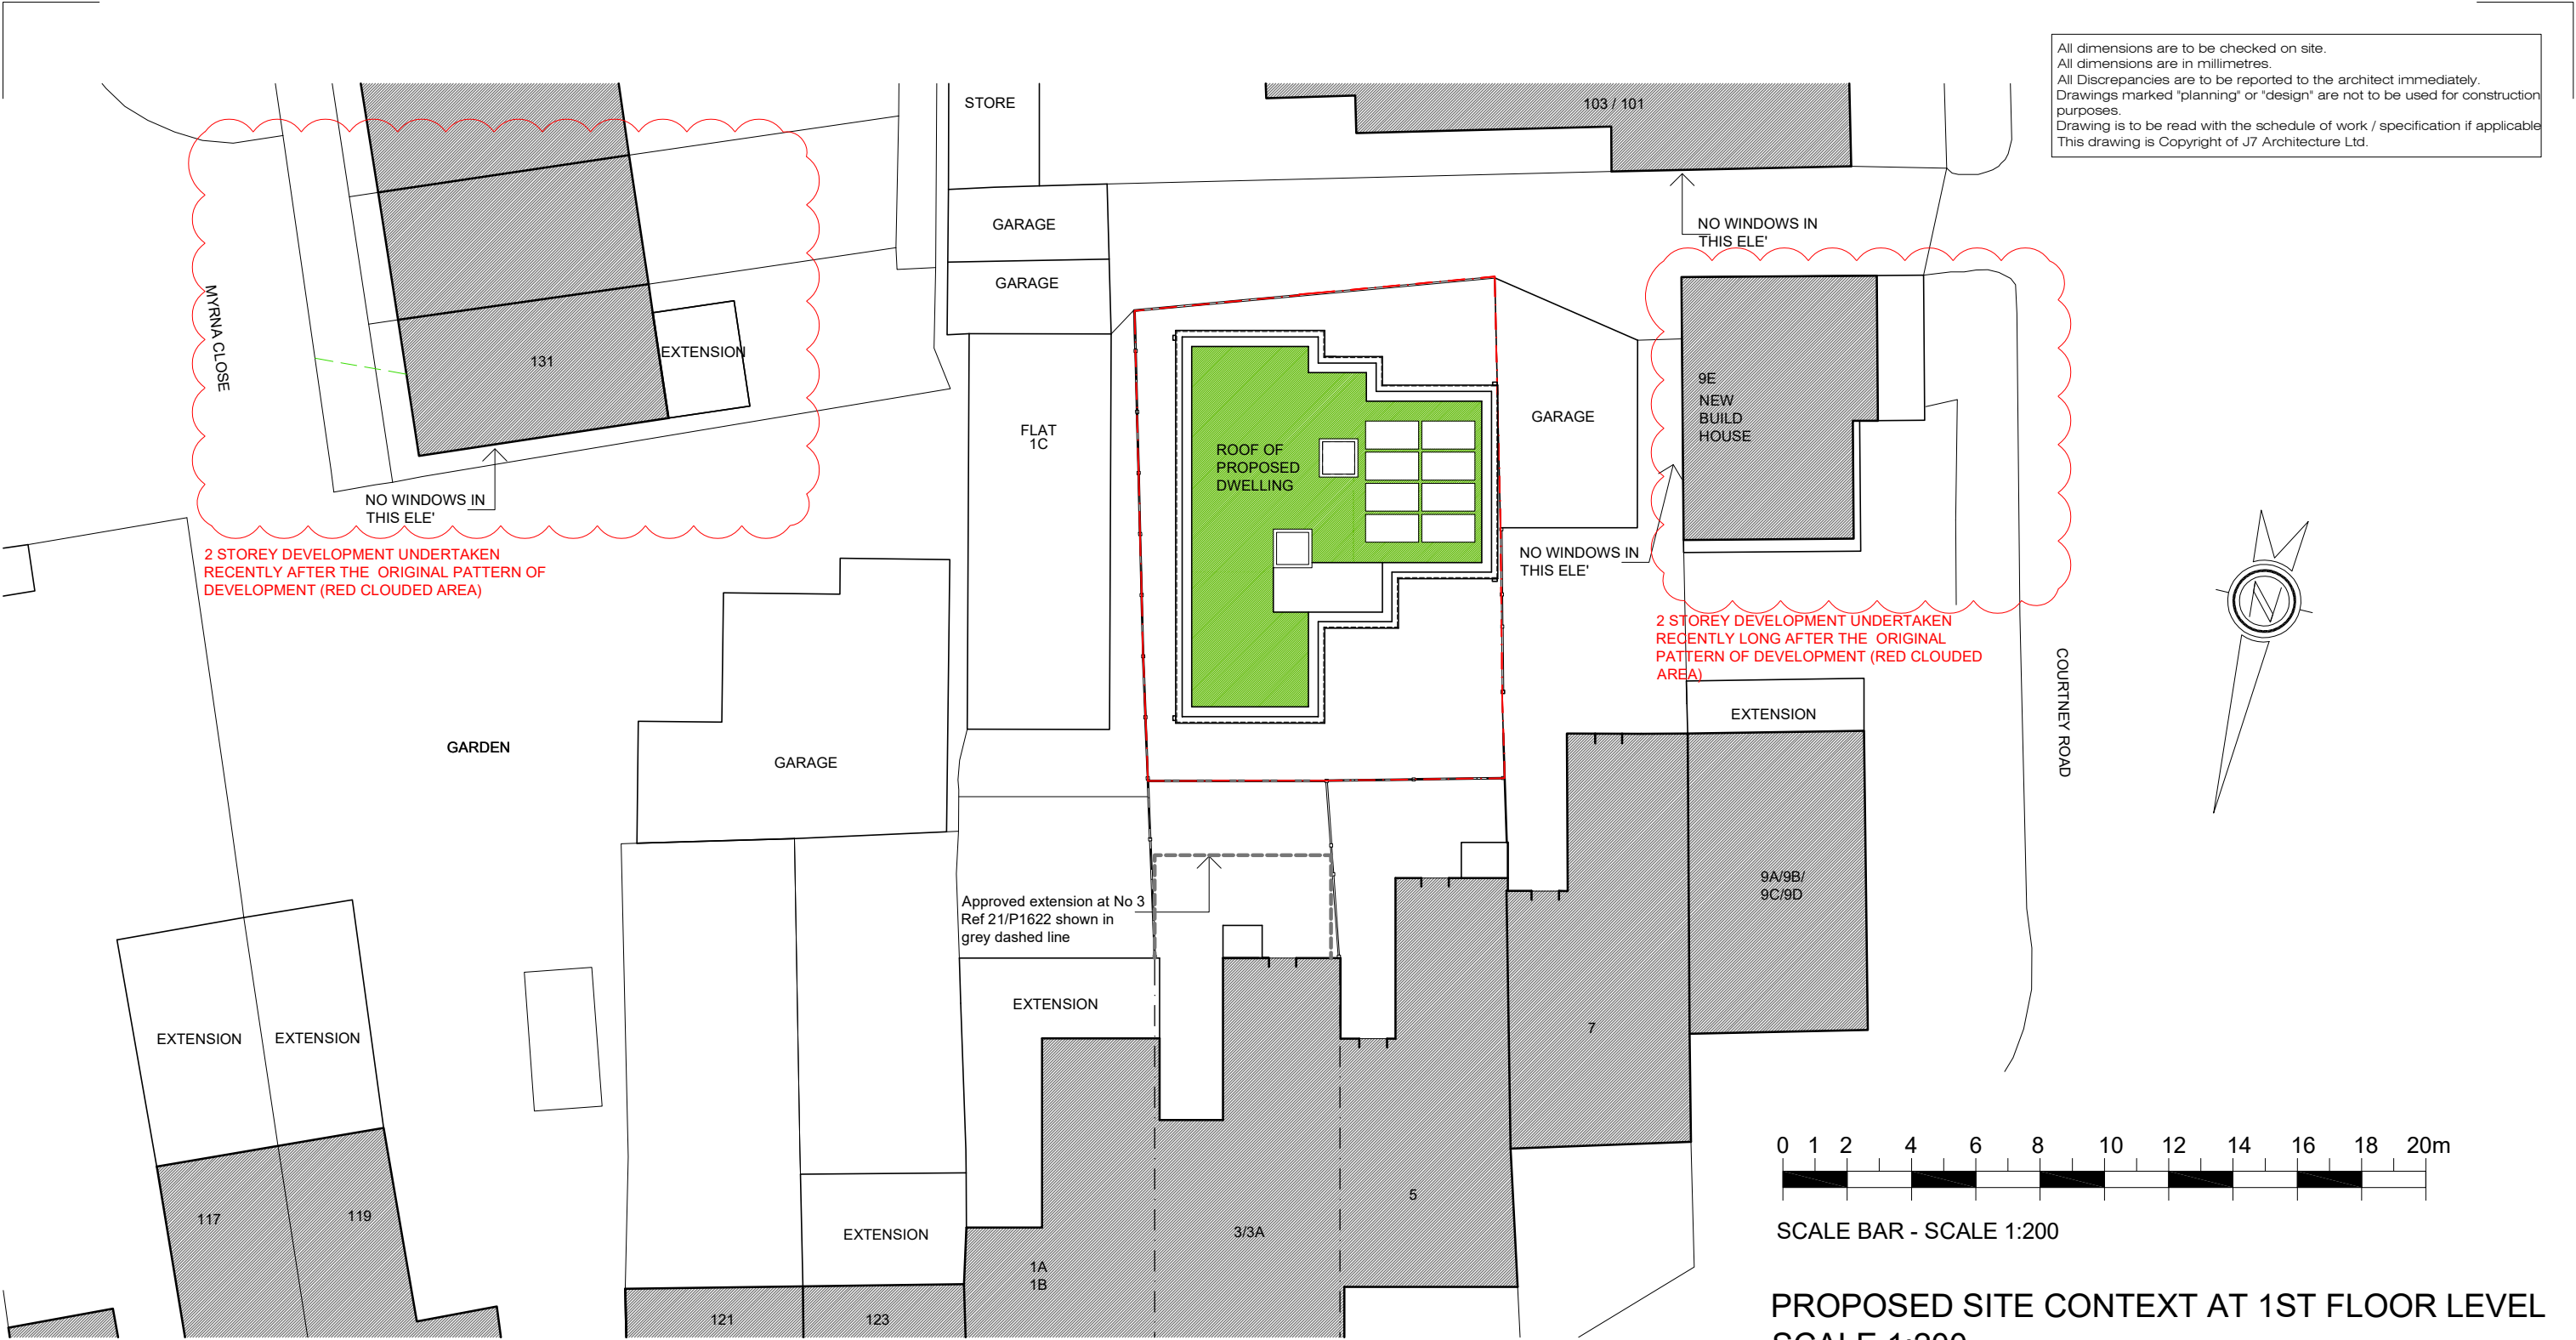 All dimensions are to be checked on site.
All dimensions are in millimetres.
All Discrepancies are to be reported to the architect immediately.
Drawings marked "planning" or "design" are not to be used for construction
purposes.
Drawing is to be read with the schedule of work / specification if applicable
This drawing is Copyright of J7 Architecture Ltd.
STORE
103 / 101
GARAGE
NO WINDOWS IN
THIS ELE'
GARAGE
MYRNA CLOSE
131
EXTENSION
9E
NEW
BUILD
HOUSE
GARAGE
FLAT
1C
ROOF OF
PROPOSED
DWELLING
NO WINDOWS IN
THIS ELE'
NO WINDOWS IN
THIS ELE'
2 STOREY DEVELOPMENT UNDERTAKEN
RECENTLY AFTER THE ORIGINAL PATTERN OF
DEVELOPMENT (RED CLOUDED AREA)
N
2 STOREY DEVELOPMENT UNDERTAKEN
RECENTLY LONG AFTER THE ORIGINAL
PATTERN OF DEVELOPMENT (RED CLOUDED
AREA)
COURTNEY ROAD
EXTENSION
GARDEN
GARAGE
9A/9B/
9C/9D
Approved extension at No 3
Ref 21/P1622 shown in
grey dashed line
EXTENSION
7
EXTENSION
EXTENSION
0 1 2 4 6 8 10 12 14 16 18 20m
SCALE BAR - SCALE 1:200
5
117
119
EXTENSION
3/3A
1A
1B
121
123
PROPOSED SITE CONTEXT AT 1ST FLOOR LEVEL
SCALE 1:200